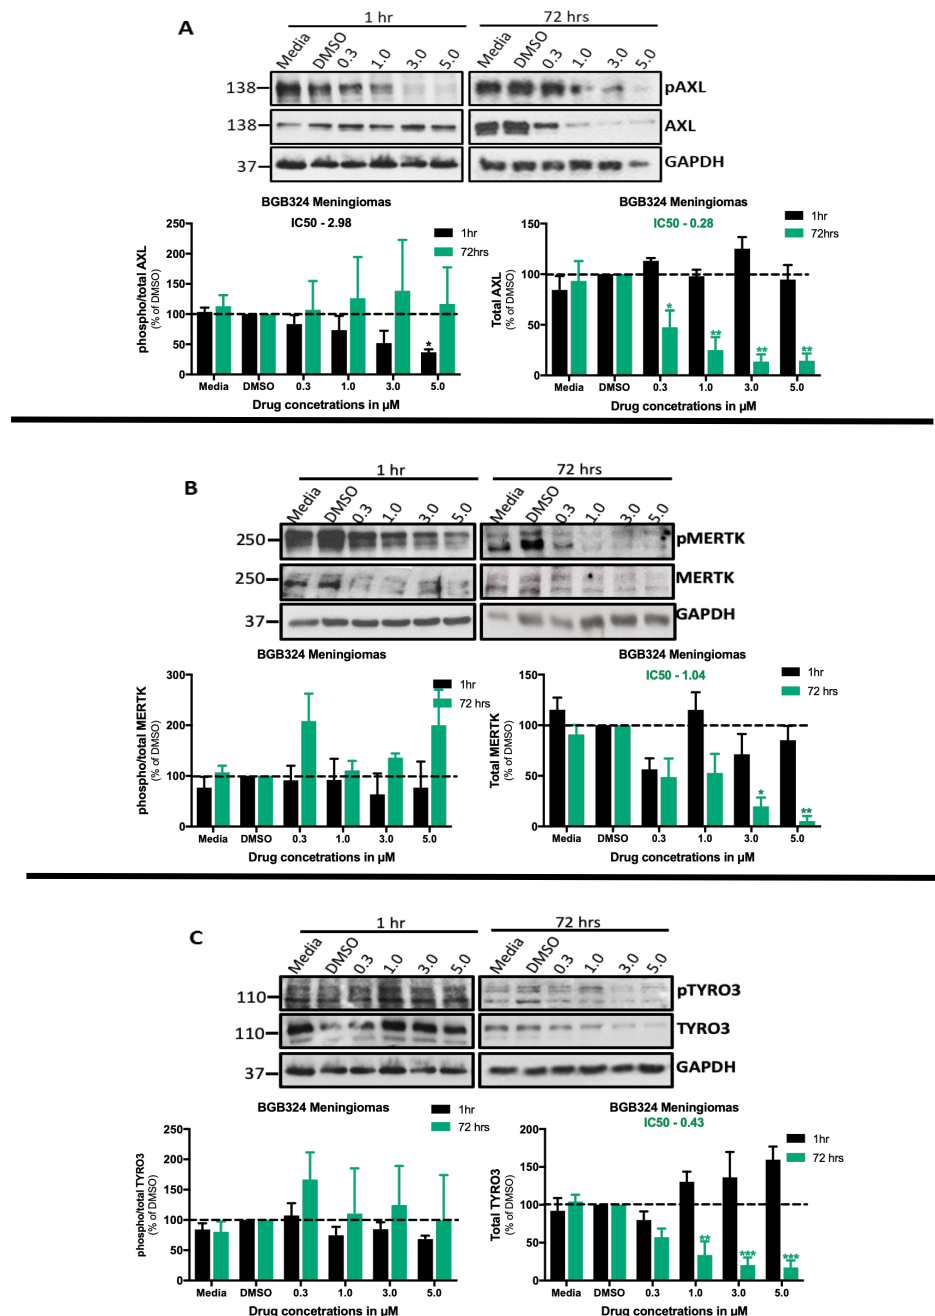 A
1 hr
72 hrs
Media DMSO 0.3 1.0 3.0 5.0
Media DMSO 0.3 1.0 3.0 5.0
138 pAXL
138 AXL
37 GAPDH
BGB324 Meningiomas
IC50 - 2.98
1hr
72hrs
phospho/total AXL
(% of DMSO)
250
200
150
100
50
0
*
Media DMSO 0.3 1.0 3.0 5.0
Drug concetrations in µM
BGB324 Meningiomas
IC50 - 0.28
1hr
72hrs
Total AXL
(% of DMSO)
150
100
50
0
* ** ** **
Media DMSO 0.3 1.0 3.0 5.0
Drug concetrations in µM
B
1 hr
72 hrs
Media DMSO 0.3 1.0 3.0 5.0
Media DMSO 0.3 1.0 3.0 5.0
250 pMERTK
250 MERTK
37 GAPDH
BGB324 Meningiomas
1hr
72 hrs
phospho/total MERTK
(% of DMSO)
300
200
100
0
Media DMSO 0.3 1.0 3.0 5.0
Drug concetrations in µM
BGB324 Meningiomas
IC50 - 1.04
1hr
72 hrs
Total MERTK
(% of DMSO)
150
100
50
0
* **
Media DMSO 0.3 1.0 3.0 5.0
Drug concetrations in µM
C
1 hr
72 hrs
Media DMSO 0.3 1.0 3.0 5.0
Media DMSO 0.3 1.0 3.0 5.0
110 pTYRO3
110 TYRO3
37 GAPDH
BGB324 Meningiomas
1hr
72 hrs
phospho/total TYRO3
(% of DMSO)
250
200
150
100
50
0
Media DMSO 0.3 1.0 3.0 5.0
Drug concetrations in µM
BGB324 Meningiomas
IC50 - 0.43
1hr
72 hrs
Total TYRO3
(% of DMSO)
200
150
100
50
0
** *** ***
Media DMSO 0.3 1.0 3.0 5.0
Drug concetrations in µM